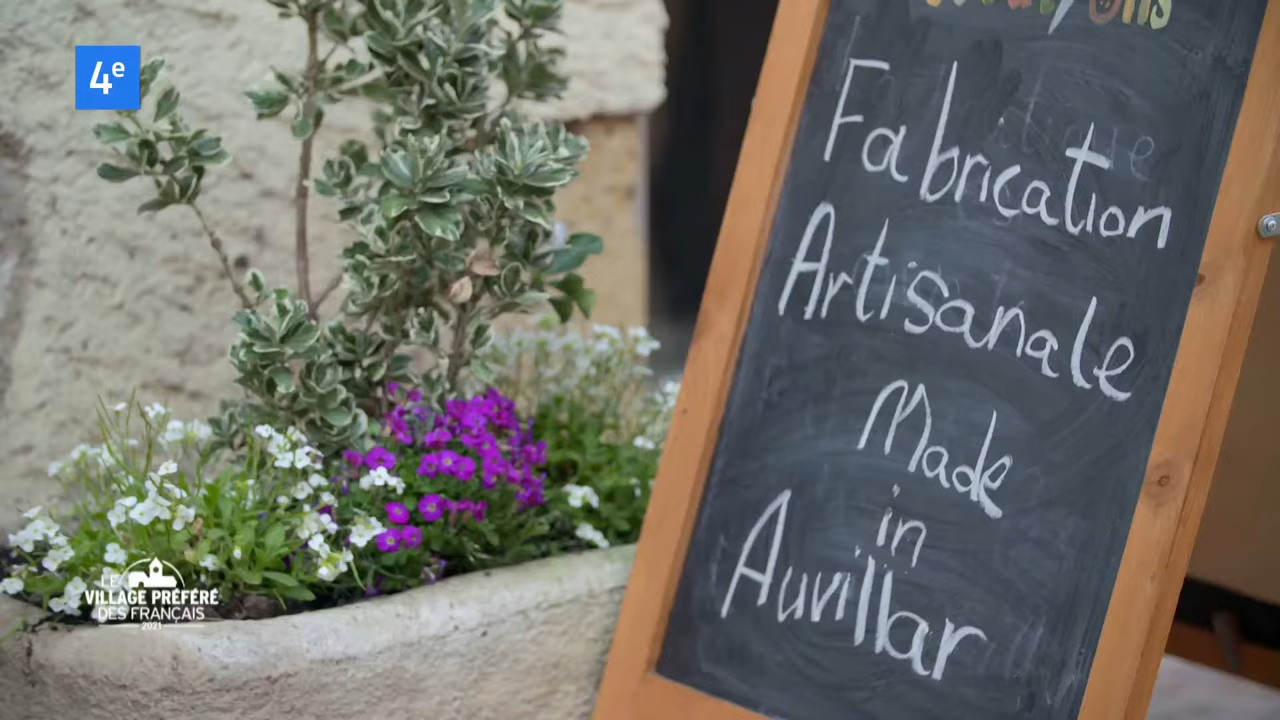 4e
Fabrication
Artisanale
Made
in
Auvillar
LE
VILLAGE PRÉFÉRÉ
DES FRANÇAIS
2021